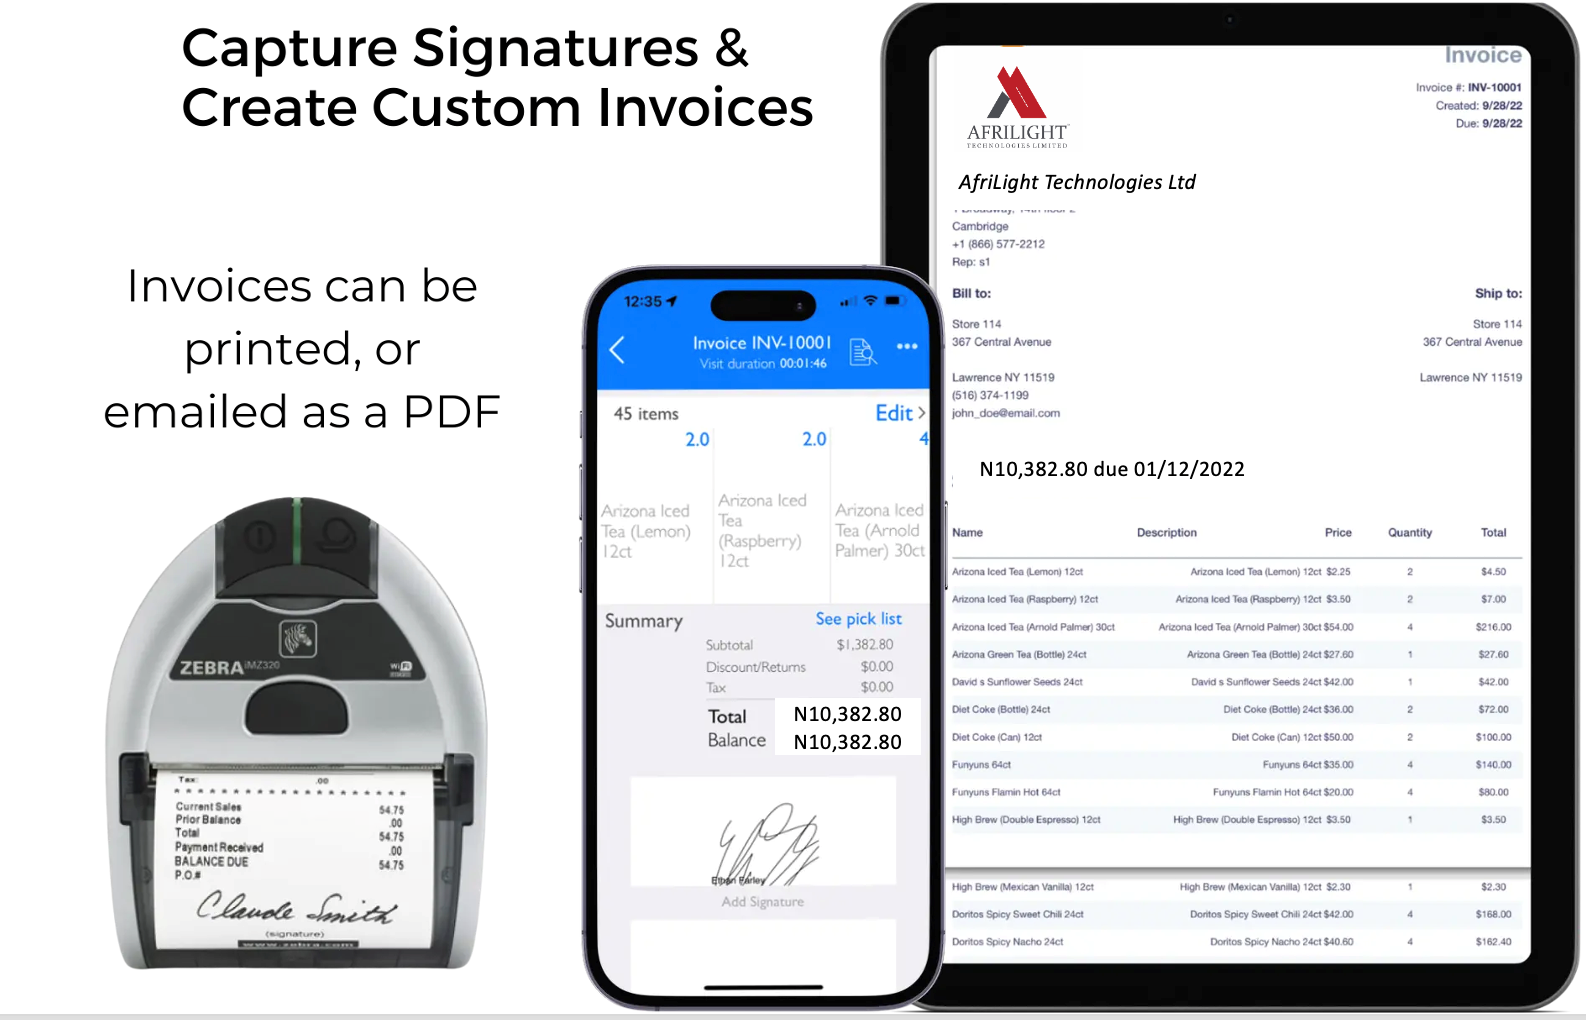 Capture Signatures &
Create Custom Invoices
Invoices can be
printed, or
emailed as a PDF
ZEBRA iMZ320
WiFi
Tax: .00
Current Sales 54.75
Prior Balance .00
Total 54.75
Payment Received .00
BALANCE DUE 54.75
P.O.#
Claude Smith
(signature)
www.zebra.com
12:35
Invoice INV-10001
Visit duration 00:01:46
45 items Edit >
2.0 2.0 4
Arizona Iced Tea (Lemon) 12ct
Arizona Iced Tea (Raspberry) 12ct
Arizona Iced Tea (Arnold Palmer) 30ct
Summary See pick list
Subtotal $1,382.80
Discount/Returns $0.00
Tax $0.00
Total N10,382.80
Balance N10,382.80
Ethan Farley
Add Signature
Invoice
Invoice #: INV-10001
Created: 9/28/22
Due: 9/28/22
AFRILIGHT
TECHNOLOGIES LIMITED
AfriLight Technologies Ltd
Cambridge
+1 (866) 577-2212
Rep: s1
Bill to: Ship to:
Store 114 Store 114
367 Central Avenue 367 Central Avenue
Lawrence NY 11519 Lawrence NY 11519
(516) 374-1199
john_doe@email.com
N10,382.80 due 01/12/2022
Name Description Price Quantity Total
Arizona Iced Tea (Lemon) 12ct Arizona Iced Tea (Lemon) 12ct $2.25 2 $4.50
Arizona Iced Tea (Raspberry) 12ct Arizona Iced Tea (Raspberry) 12ct $3.50 2 $7.00
Arizona Iced Tea (Arnold Palmer) 30ct Arizona Iced Tea (Arnold Palmer) 30ct $54.00 4 $216.00
Arizona Green Tea (Bottle) 24ct Arizona Green Tea (Bottle) 24ct $27.60 1 $27.60
David s Sunflower Seeds 24ct David s Sunflower Seeds 24ct $42.00 1 $42.00
Diet Coke (Bottle) 24ct Diet Coke (Bottle) 24ct $36.00 2 $72.00
Diet Coke (Can) 12ct Diet Coke (Can) 12ct $50.00 2 $100.00
Funyuns 64ct Funyuns 64ct $35.00 4 $140.00
Funyuns Flamin Hot 64ct Funyuns Flamin Hot 64ct $20.00 4 $80.00
High Brew (Double Espresso) 12ct High Brew (Double Espresso) 12ct $3.50 1 $3.50
High Brew (Mexican Vanilla) 12ct High Brew (Mexican Vanilla) 12ct $2.30 1 $2.30
Doritos Spicy Sweet Chili 24ct Doritos Spicy Sweet Chili 24ct $42.00 4 $168.00
Doritos Spicy Nacho 24ct Doritos Spicy Nacho 24ct $40.60 4 $162.40